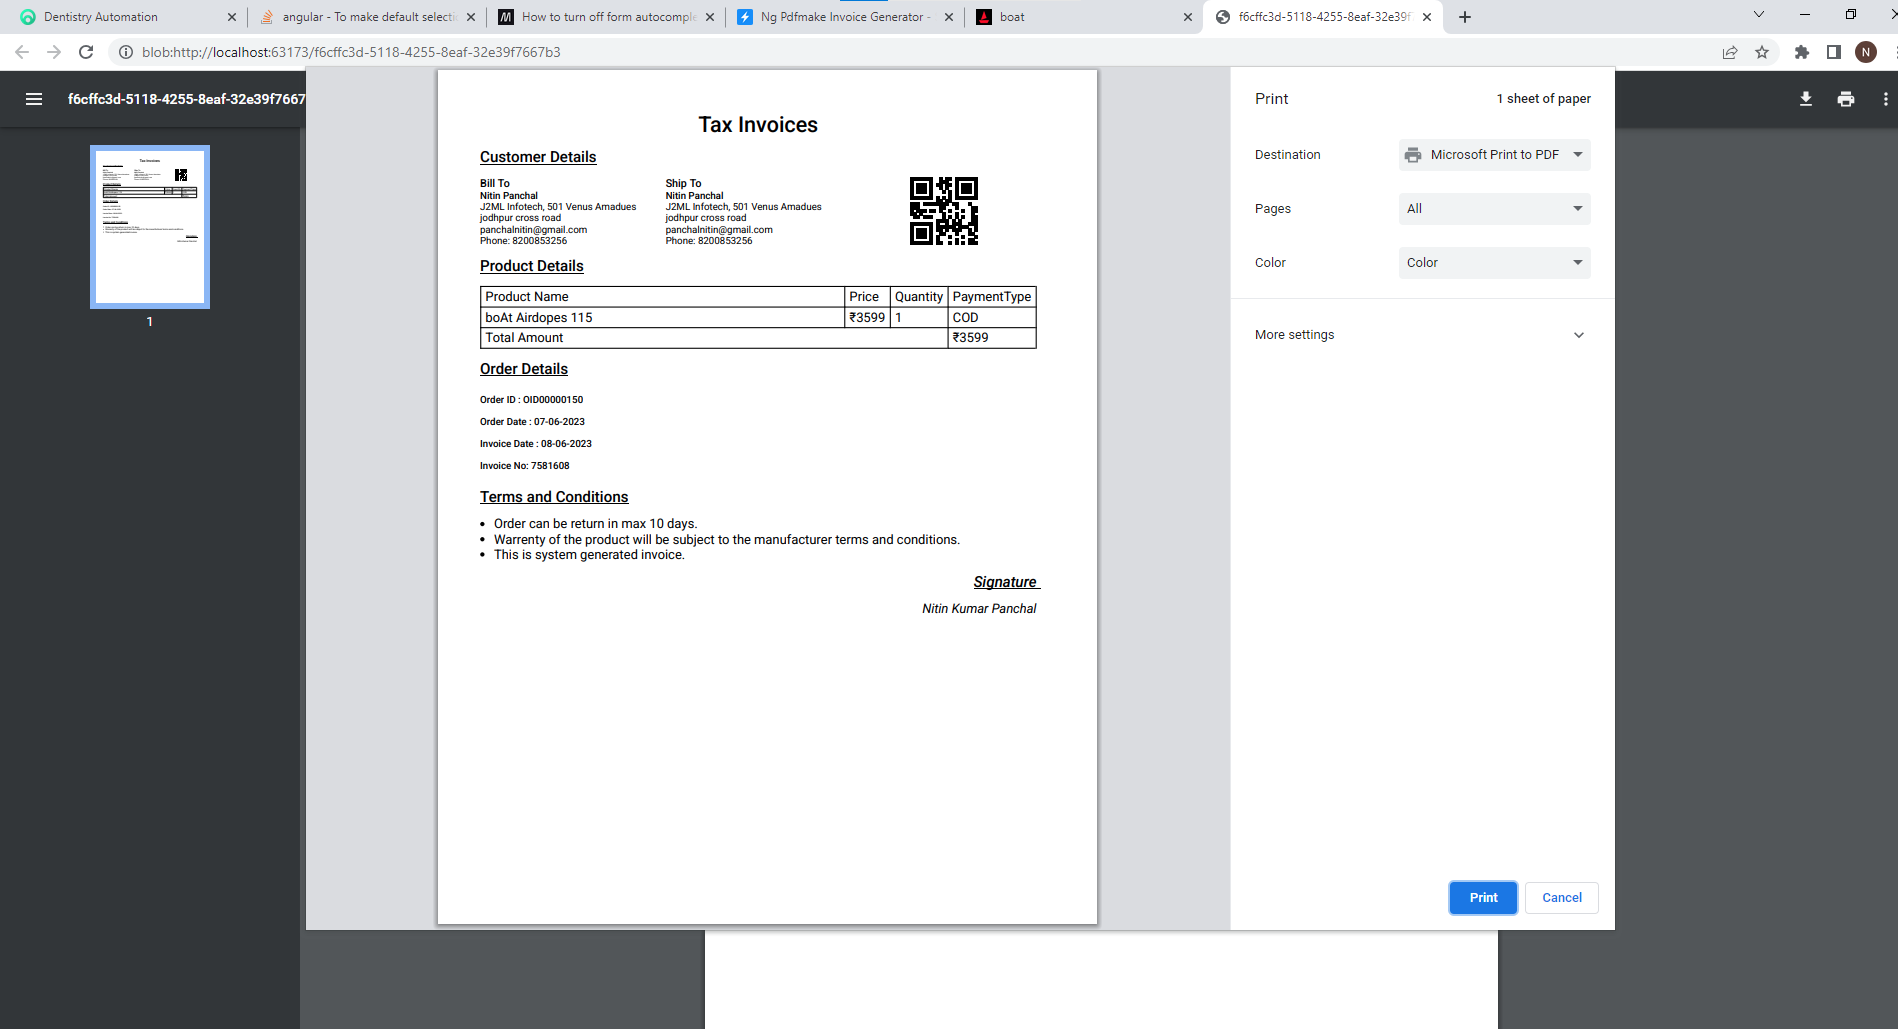 Dentistry Automation
angular - To make default selecti
How to turn off form autocomple
Ng Pdfmake Invoice Generator -
boat
f6cffc3d-5118-4255-8eaf-32e39f
blob:http://localhost:63173/f6cffc3d-5118-4255-8eaf-32e39f7667b3
N
f6cffc3d-5118-4255-8eaf-32e39f7667
1
Tax Invoices
Customer Details
Bill To
Nitin Panchal
J2ML Infotech, 501 Venus Amadues
jodhpur cross road
panchalnitin@gmail.com
Phone: 8200853256
Ship To
Nitin Panchal
J2ML Infotech, 501 Venus Amadues
jodhpur cross road
panchalnitin@gmail.com
Phone: 8200853256
Product Details
Product Name Price Quantity PaymentType
boAt Airdopes 115 ₹3599 1 COD
Total Amount ₹3599
Order Details
Order ID : OID00000150
Order Date : 07-06-2023
Invoice Date : 08-06-2023
Invoice No: 7581608
Terms and Conditions
• Order can be return in max 10 days.
• Warrenty of the product will be subject to the manufacturer terms and conditions.
• This is system generated invoice.
Signature
Nitin Kumar Panchal
Print 1 sheet of paper
Destination Microsoft Print to PDF
Pages All
Color Color
More settings
Print Cancel